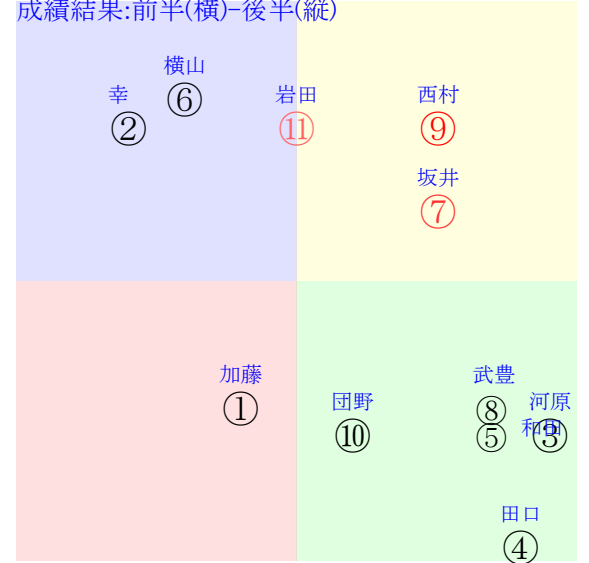 成績結果:前半(横)-後半(縦)
横山
⑥
幸
②
岩田
⑪
西村
⑨
坂井
⑦
加藤
①
団野
⑩
武豊
⑧
⑤
河原
和田
③
田口
④